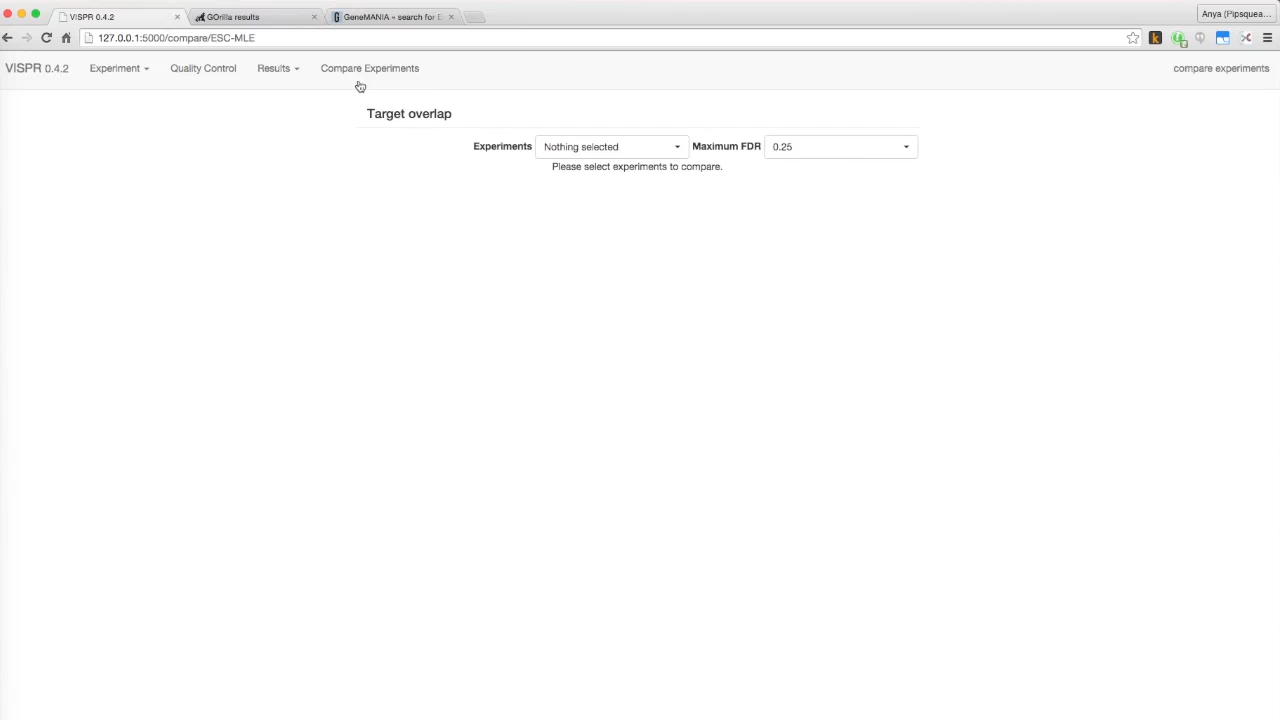 VISPR 0.4.2
GOrilla results
GeneMANIA - search for E
Anya (Pipsquea...
127.0.0.1:5000/compare/ESC-MLE
VISPR 0.4.2 Experiment Quality Control Results Compare Experiments compare experiments
Target overlap
Experiments Nothing selected Maximum FDR 0.25
Please select experiments to compare.